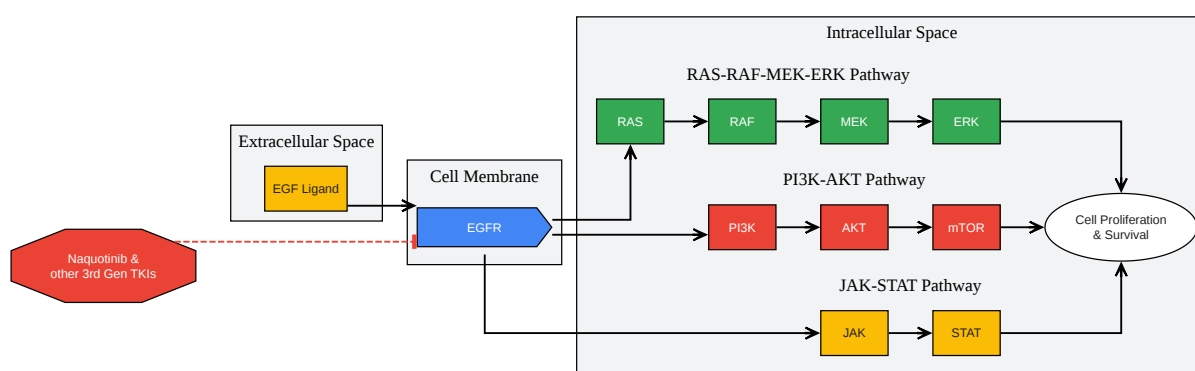 Intracellular Space
RAS-RAF-MEK-ERK Pathway
RAS
RAF
MEK
ERK
Extracellular Space
EGF Ligand
Cell Membrane
EGFR
PI3K-AKT Pathway
PI3K
AKT
mTOR
Cell Proliferation
& Survival
Naquotinib &
other 3rd Gen TKIs
JAK-STAT Pathway
JAK
STAT